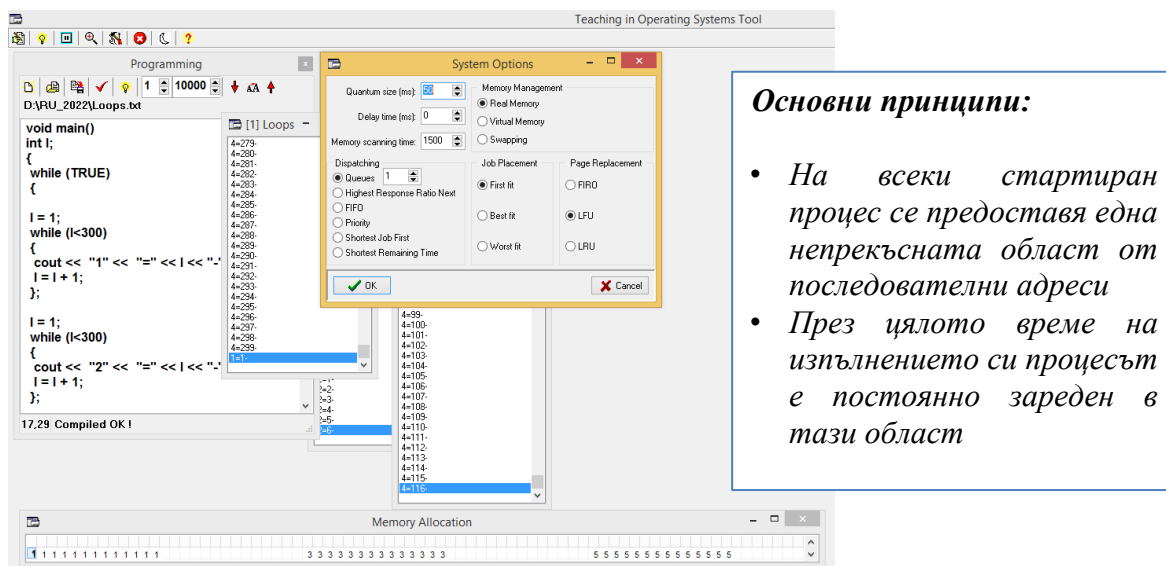 Teaching in Operating Systems Tool
Programming
1 10000
D:\RU_2022\Loops.txt
void main()
int I;
{
while (TRUE)
{
I = 1;
while (I<300)
{
cout << "1" << "=" << I << "-"
I = I + 1;
};
I = 1;
while (I<300)
{
cout << "2" << "=" << I << "-"
I = I + 1;
};
17,29 Compiled OK !
[1] Loops
4=279-
4=280-
4=281-
4=282-
4=283-
4=284-
4=285-
4=286-
4=287-
4=288-
4=289-
4=290-
4=291-
4=292-
4=293-
4=294-
4=295-
4=296-
4=297-
4=298-
4=299-
1=1-
System Options
Quantum size (ms): 50
Delay time (ms): 0
Memory scanning time: 1500
Memory Management
Real Memory
Virtual Memory
Swapping
Dispatching
Queues 1
Highest Response Ratio Next
FIFO
Priority
Shortest Job First
Shortest Remaining Time
Job Placement
First fit
Best fit
Worst fit
Page Replacement
FIRO
LFU
LRU
OK
Cancel
2=2-
2=3-
2=4-
2=5-
2=6-
4=99-
4=100-
4=101-
4=102-
4=103-
4=104-
4=105-
4=106-
4=107-
4=108-
4=109-
4=110-
4=111-
4=112-
4=113-
4=114-
4=115-
4=116-
Memory Allocation
1 1 1 1 1 1 1 1 1 1 1 1 1 3 3 3 3 3 3 3 3 3 3 3 3 3 3 5 5 5 5 5 5 5 5 5 5 5 5 5 5
Основни принципи:
• На всеки стартиран
процес се предоставя една
непрекъсната област от
последователни адреси
• През цялото време на
изпълнението си процесът
е постоянно зареден в
тази област